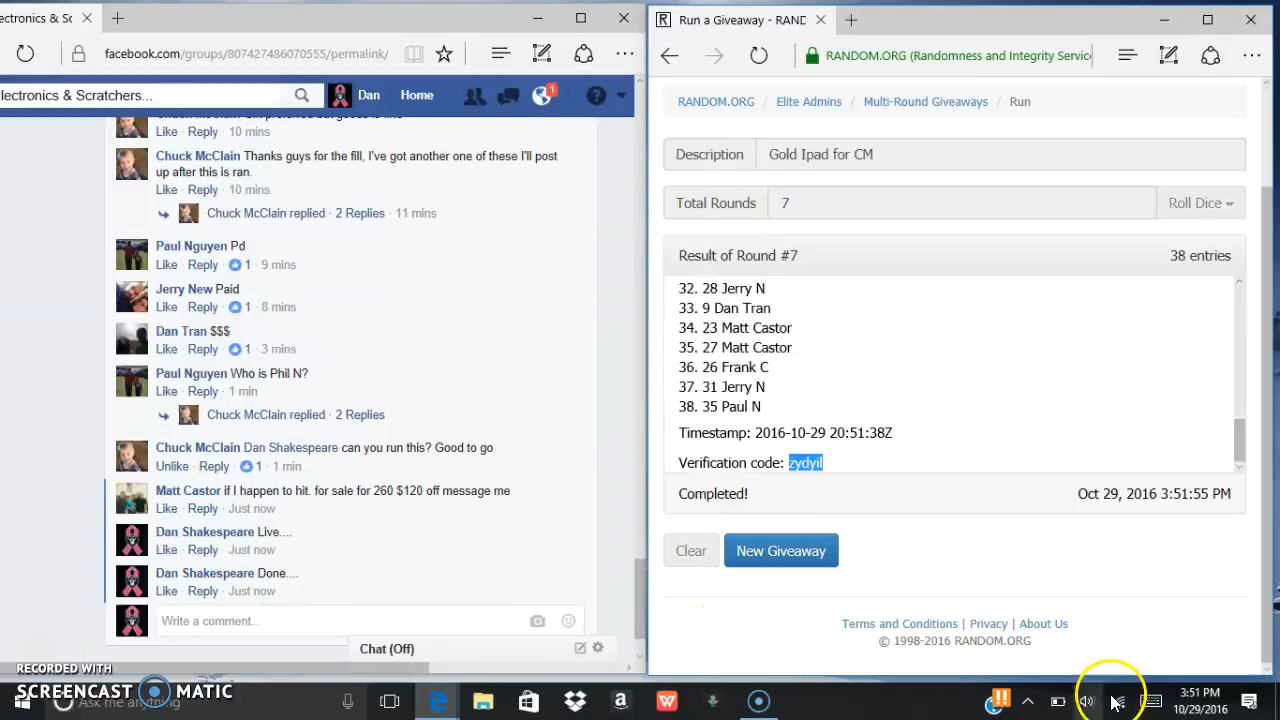 ectronics & Sc
facebook.com/groups/807427486070555/permalink/
lectronics & Scratchers...
Dan Home
1
Like · Reply · 10 mins
Chuck McClain Thanks guys for the fill, I've got another one of these I'll post
up after this is ran.
Like · Reply · 10 mins
Chuck McClain replied · 2 Replies · 11 mins
Paul Nguyen Pd
Like · Reply · 1 · 9 mins
Jerry New Paid
Like · Reply · 1 · 8 mins
Dan Tran $$$
Like · Reply · 1 · 3 mins
Paul Nguyen Who is Phil N?
Like · Reply · 1 min
Chuck McClain replied · 2 Replies
Chuck McClain Dan Shakespeare can you run this? Good to go
Unlike · Reply · 1 · 1 min
Matt Castor if I happen to hit. for sale for 260 $120 off message me
Like · Reply · Just now
Dan Shakespeare Live....
Like · Reply · Just now
Dan Shakespeare Done....
Like · Reply · Just now
Write a comment...
Chat (Off)
RECORDED WITH
SCREENCAST MATIC
Ask me anything
Run a Giveaway - RAND
RANDOM.ORG (Randomness and Integrity Servic
RANDOM.ORG / Elite Admins / Multi-Round Giveaways / Run
Description Gold Ipad for CM
Total Rounds 7 Roll Dice
Result of Round #7 38 entries
32. 28 Jerry N
33. 9 Dan Tran
34. 23 Matt Castor
35. 27 Matt Castor
36. 26 Frank C
37. 31 Jerry N
38. 35 Paul N
Timestamp: 2016-10-29 20:51:38Z
Verification code: zydyil
Completed! Oct 29, 2016 3:51:55 PM
Clear New Giveaway
Terms and Conditions | Privacy | About Us
© 1998-2016 RANDOM.ORG
3:51 PM
10/29/2016